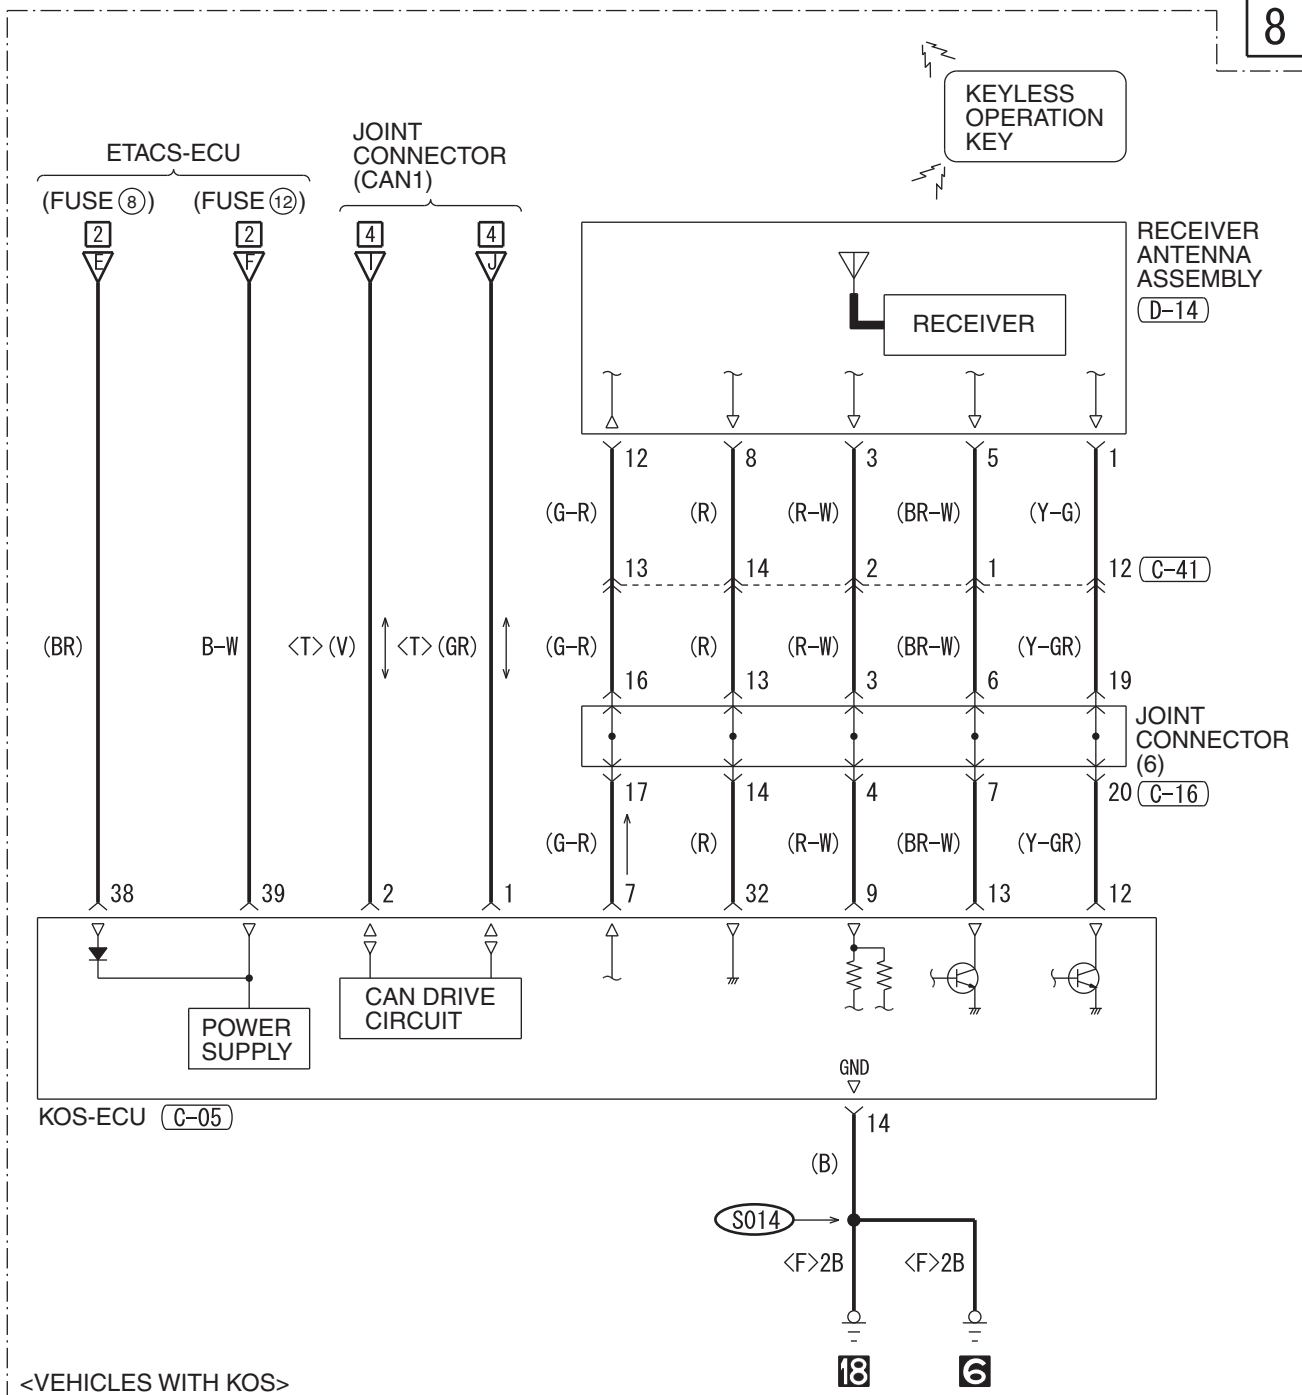 8
KEYLESS
OPERATION
KEY
JOINT
CONNECTOR
(CAN1)
ETACS-ECU
(FUSE 8) (FUSE 12)
2 2 4 4
E F I J
RECEIVER
ANTENNA
ASSEMBLY
D-14
RECEIVER
12 8 3 5 1
(G-R) (R) (R-W) (BR-W) (Y-G)
13 14 2 1 12 C-41
(BR) B-W <T>(V) <T>(GR) (G-R) (R) (R-W) (BR-W) (Y-GR)
16 13 3 6 19
JOINT
CONNECTOR
(6)
17 14 4 7 20 C-16
(G-R) (R) (R-W) (BR-W) (Y-GR)
38 39 2 1 7 32 9 13 12
CAN DRIVE
CIRCUIT
POWER
SUPPLY
GND
KOS-ECU C-05
14
(B)
S014
<F>2B <F>2B
18 6
<VEHICLES WITH KOS>